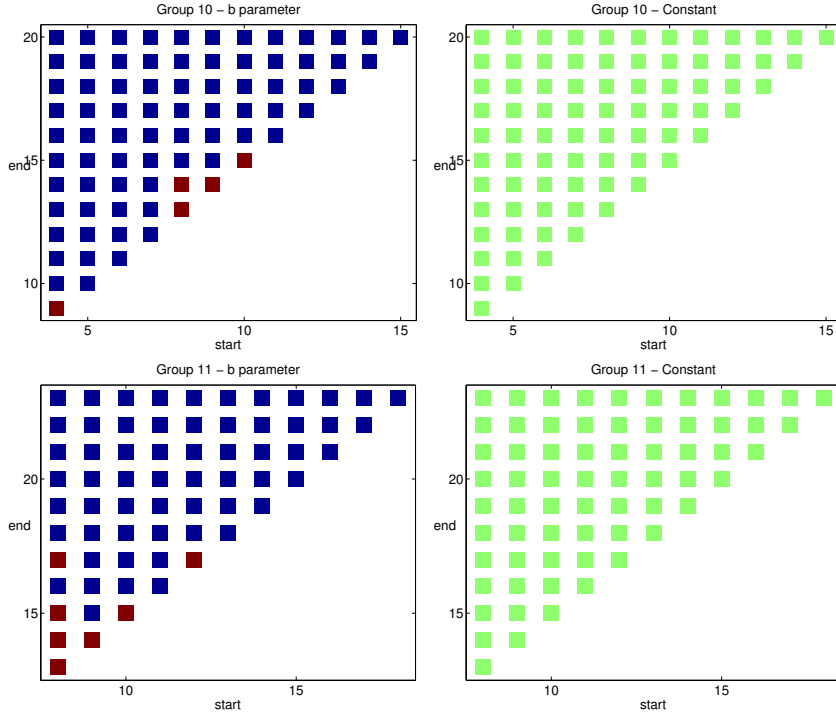 Group 10 − b parameter
20
15
10
end
5 10 15
start
Group 10 − Constant
20
15
10
end
5 10 15
start
Group 11 − b parameter
20
15
end
10 15
start
Group 11 − Constant
20
15
end
10 15
start